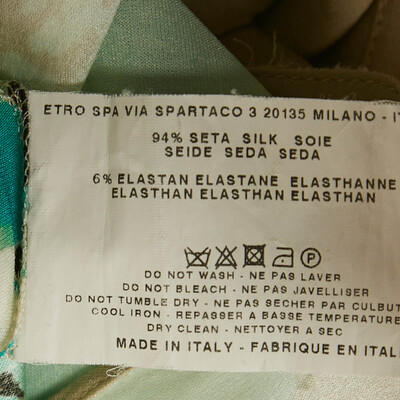 ETRO SPA VIA SPARTACO 3 20135 MILANO - IT
94% SETA SILK SOIE
SEIDE SEDA SEDA
6% ELASTAN ELASTANE ELASTHANNE
ELASTHAN ELASTHAN ELASTHAN
P
DO NOT WASH - NE PAS LAVER
DO NOT BLEACH - NE PAS JAVELLISER
DO NOT TUMBLE DRY - NE PAS SECHER PAR CULBUT
COOL IRON - REPASSER A BASSE TEMPERATURE
DRY CLEAN - NETTOYER A SEC
MADE IN ITALY - FABRIQUE EN ITAL